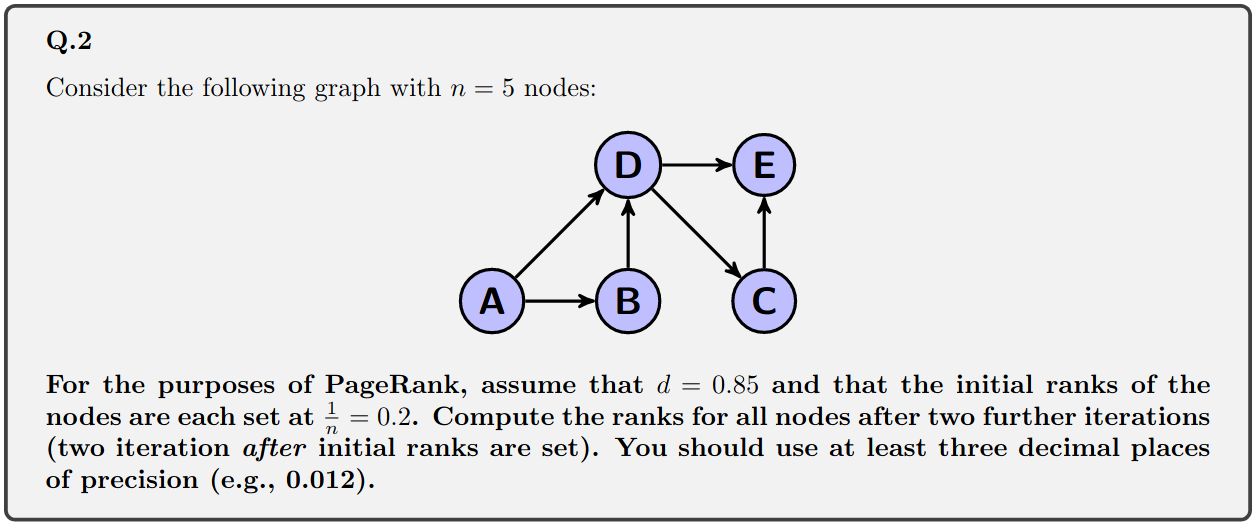 Q.2
Consider the following graph with n = 5 nodes:
D E
A B C
For the purposes of PageRank, assume that d = 0.85 and that the initial ranks of the
nodes are each set at 1/n = 0.2. Compute the ranks for all nodes after two further iterations
(two iteration after initial ranks are set). You should use at least three decimal places
of precision (e.g., 0.012).